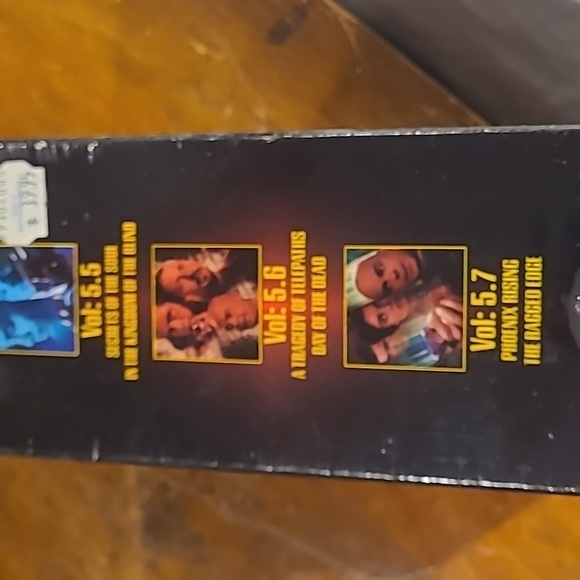 Vol: 5.5
SECRETS OF THE SOUL
IN THE KINGDOM OF THE BLIND
Vol: 5.6
A TRAGEDY OF TELEPATHS
DAY OF THE DEAD
Vol: 5.7
PHOENIX RISING
THE RAGGED EDGE